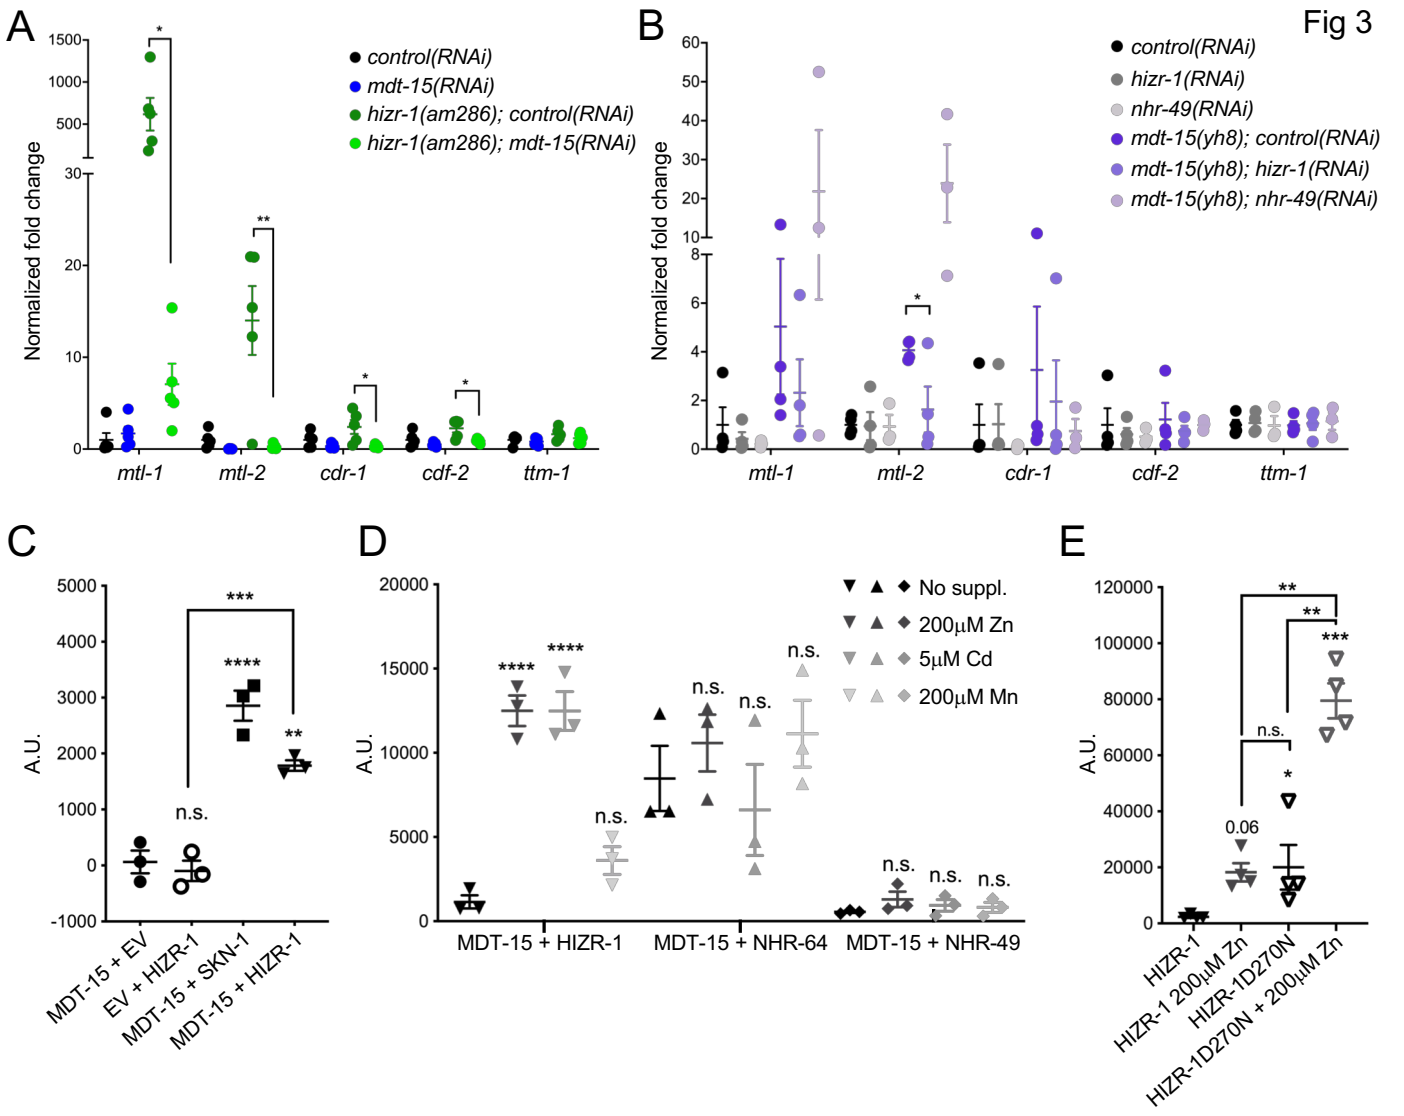 A
B
Fig 3
Normalized fold change
1500
1000
500
30
20
10
0
*
**
*
*
control(RNAi)
mdt-15(RNAi)
hizr-1(am286); control(RNAi)
hizr-1(am286); mdt-15(RNAi)
mtl-1
mtl-2
cdr-1
cdf-2
ttm-1
Normalized fold change
60
50
40
30
20
10
8
6
4
2
0
*
control(RNAi)
hizr-1(RNAi)
nhr-49(RNAi)
mdt-15(yh8); control(RNAi)
mdt-15(yh8); hizr-1(RNAi)
mdt-15(yh8); nhr-49(RNAi)
mtl-1
mtl-2
cdr-1
cdf-2
ttm-1
C
A.U.
5000
4000
3000
2000
1000
0
-1000
***
****
**
n.s.
MDT-15 + EV
EV + HIZR-1
MDT-15 + SKN-1
MDT-15 + HIZR-1
D
A.U.
20000
15000
10000
5000
0
****
****
n.s.
n.s.
n.s.
n.s.
n.s.
n.s.
n.s.
No suppl.
200μM Zn
5μM Cd
200μM Mn
MDT-15 + HIZR-1
MDT-15 + NHR-64
MDT-15 + NHR-49
E
A.U.
120000
100000
80000
60000
40000
20000
0
**
**
***
n.s.
*
0.06
HIZR-1
HIZR-1 200μM Zn
HIZR-1D270N
HIZR-1D270N + 200μM Zn